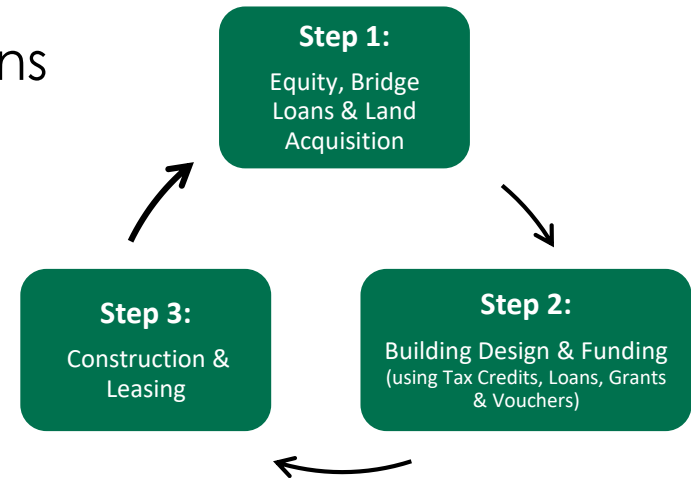 ns
Step 1:
Equity, Bridge
Loans & Land
Acquisition
Step 2:
Building Design & Funding
(using Tax Credits, Loans, Grants
& Vouchers)
Step 3:
Construction &
Leasing